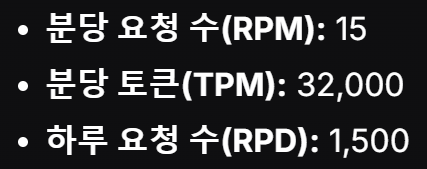 • 분당 요청 수(RPM): 15
• 분당 토큰(TPM): 32,000
• 하루 요청 수(RPD): 1,500